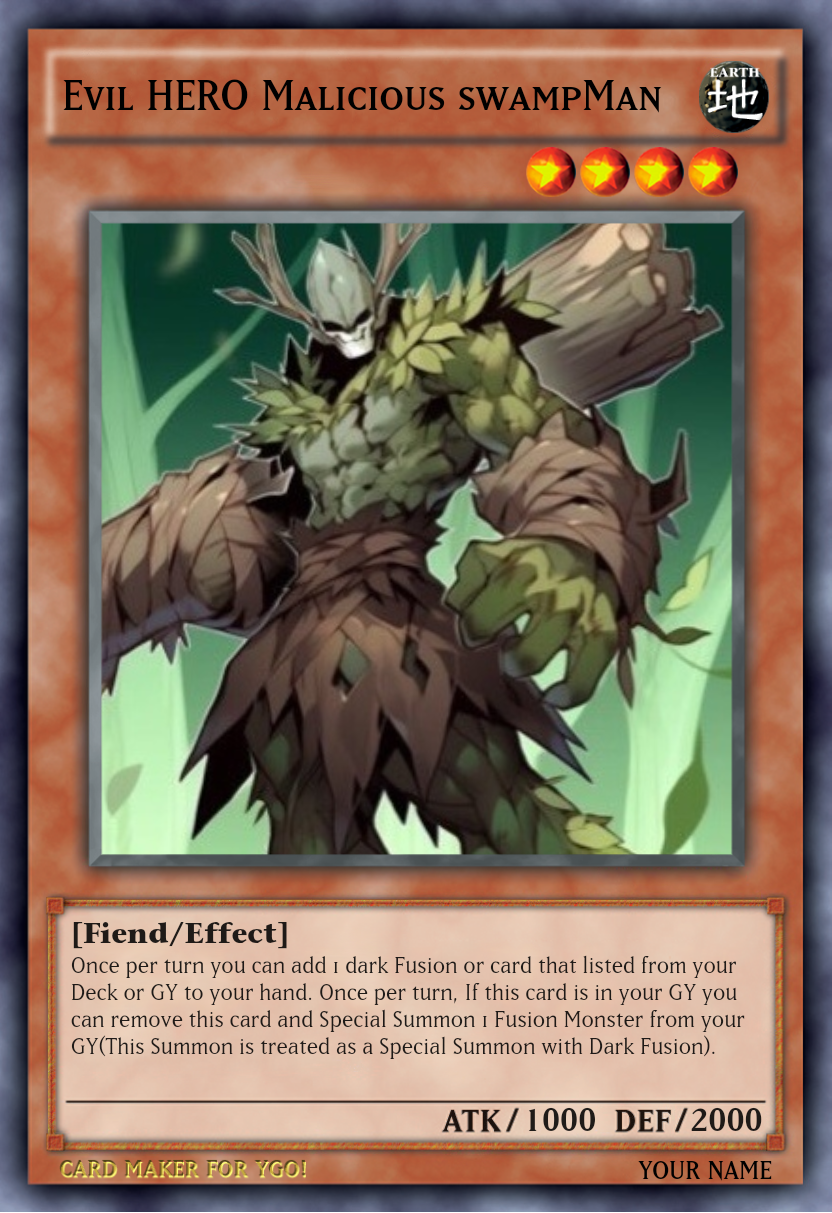 Evil HERO Malicious swampMan
EARTH
地
[Fiend/Effect]
Once per turn you can add 1 dark Fusion or card that listed from your
Deck or GY to your hand. Once per turn, If this card is in your GY you
can remove this card and Special Summon 1 Fusion Monster from your
GY(This Summon is treated as a Special Summon with Dark Fusion).
ATK/1000 DEF/2000
CARD MAKER FOR YGO!
YOUR NAME